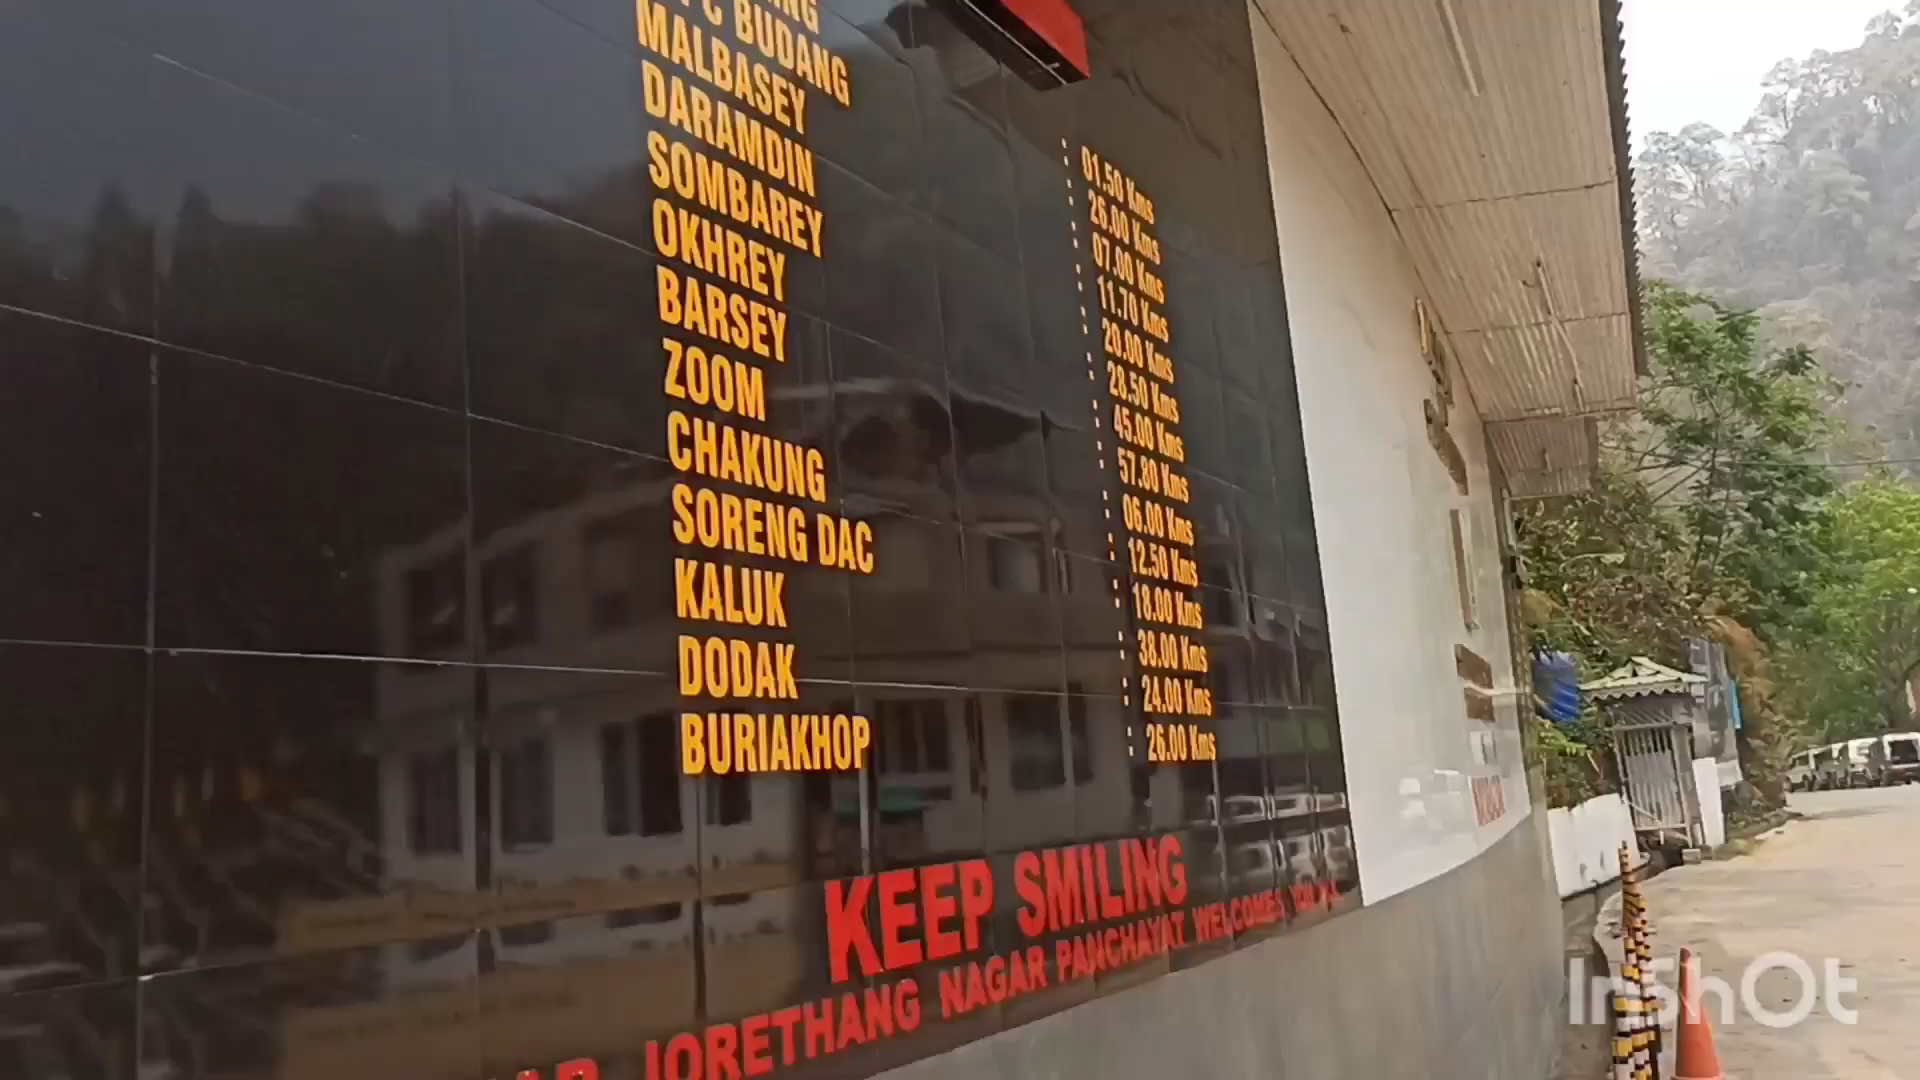 : 01.50 Kms
: 26.00 Kms
BUDANG : 07.00 Kms
MALBASEY : 11.70 Kms
DARAMDIN : 20.00 Kms
SOMBAREY : 28.50 Kms
OKHREY : 45.00 Kms
BARSEY : 57.80 Kms
ZOOM : 06.00 Kms
CHAKUNG : 12.50 Kms
SORENG DAC : 18.00 Kms
KALUK : 38.00 Kms
DODAK : 24.00 Kms
BURIAKHOP : 26.00 Kms
KEEP SMILING
JORETHANG NAGAR PANCHAYAT WELCOMES YOU ALL
InShOt